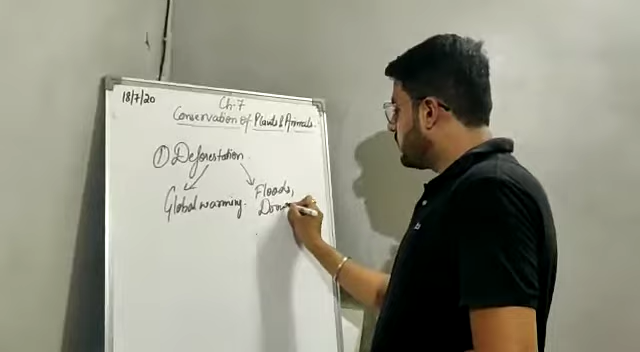 18/7/20
Ch-7
Conservation of Plants & Animals.
① Deforestation
Global warming.
Floods,